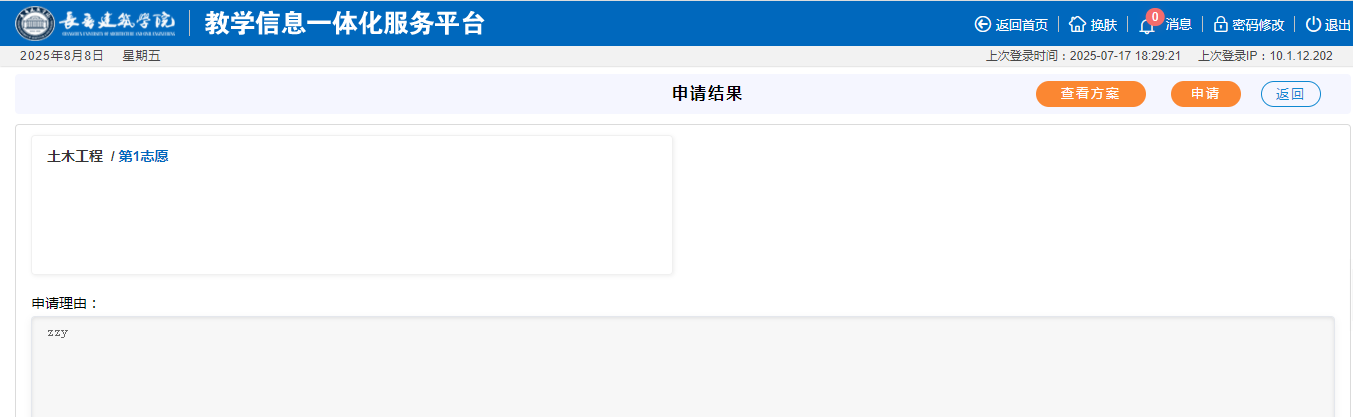 长春建筑学院 教学信息一体化服务平台 返回首页 换肤 0 消息 密码修改 退出
2025年8月8日 星期五 上次登录时间：2025-07-17 18:29:21 上次登录IP：10.1.12.202
申请结果 查看方案 申请 返回
土木工程 / 第1志愿
申请理由：
zzy